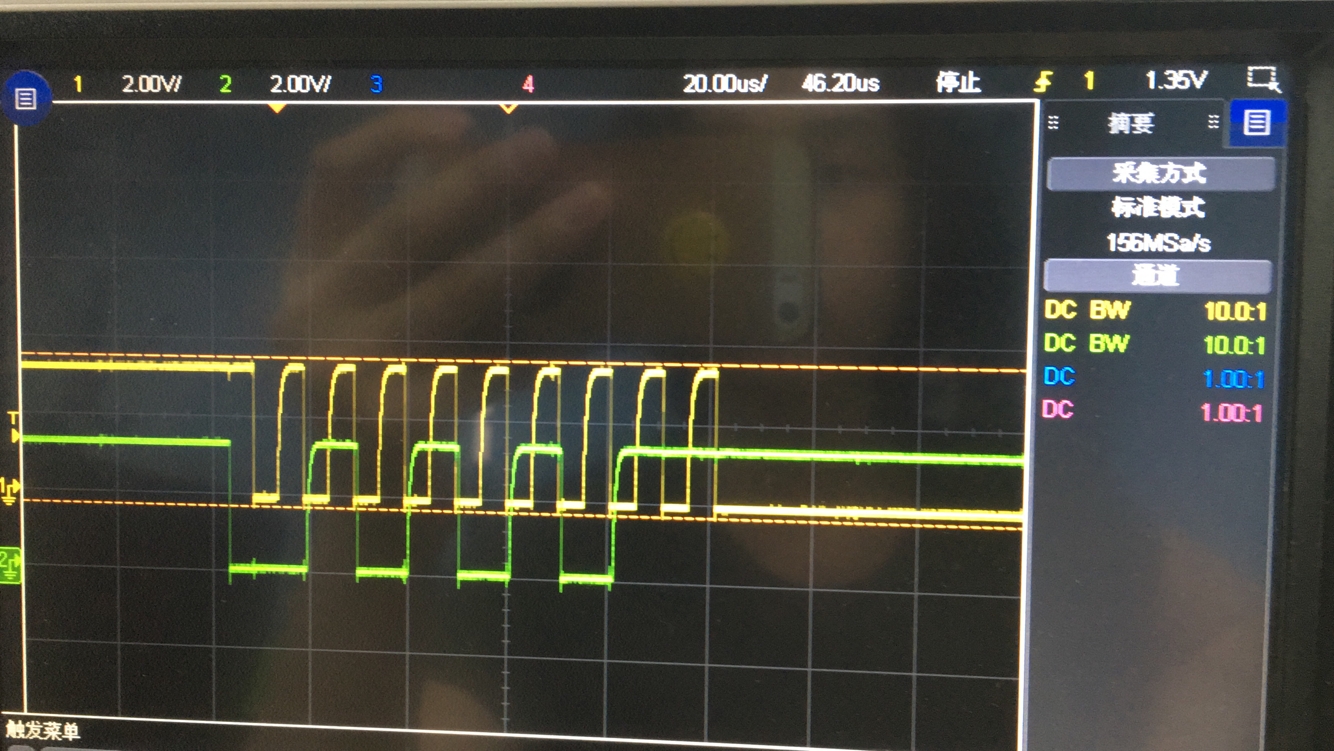 1 2.00V/ 2 2.00V/ 3 4 20.00us/ 46.20us 停止 1 1.35V
摘要
采集方式
标准模式
156MSa/s
通道
DC BW 10.0:1
DC BW 10.0:1
DC 1.00:1
DC 1.00:1
T
1
2
触发菜单